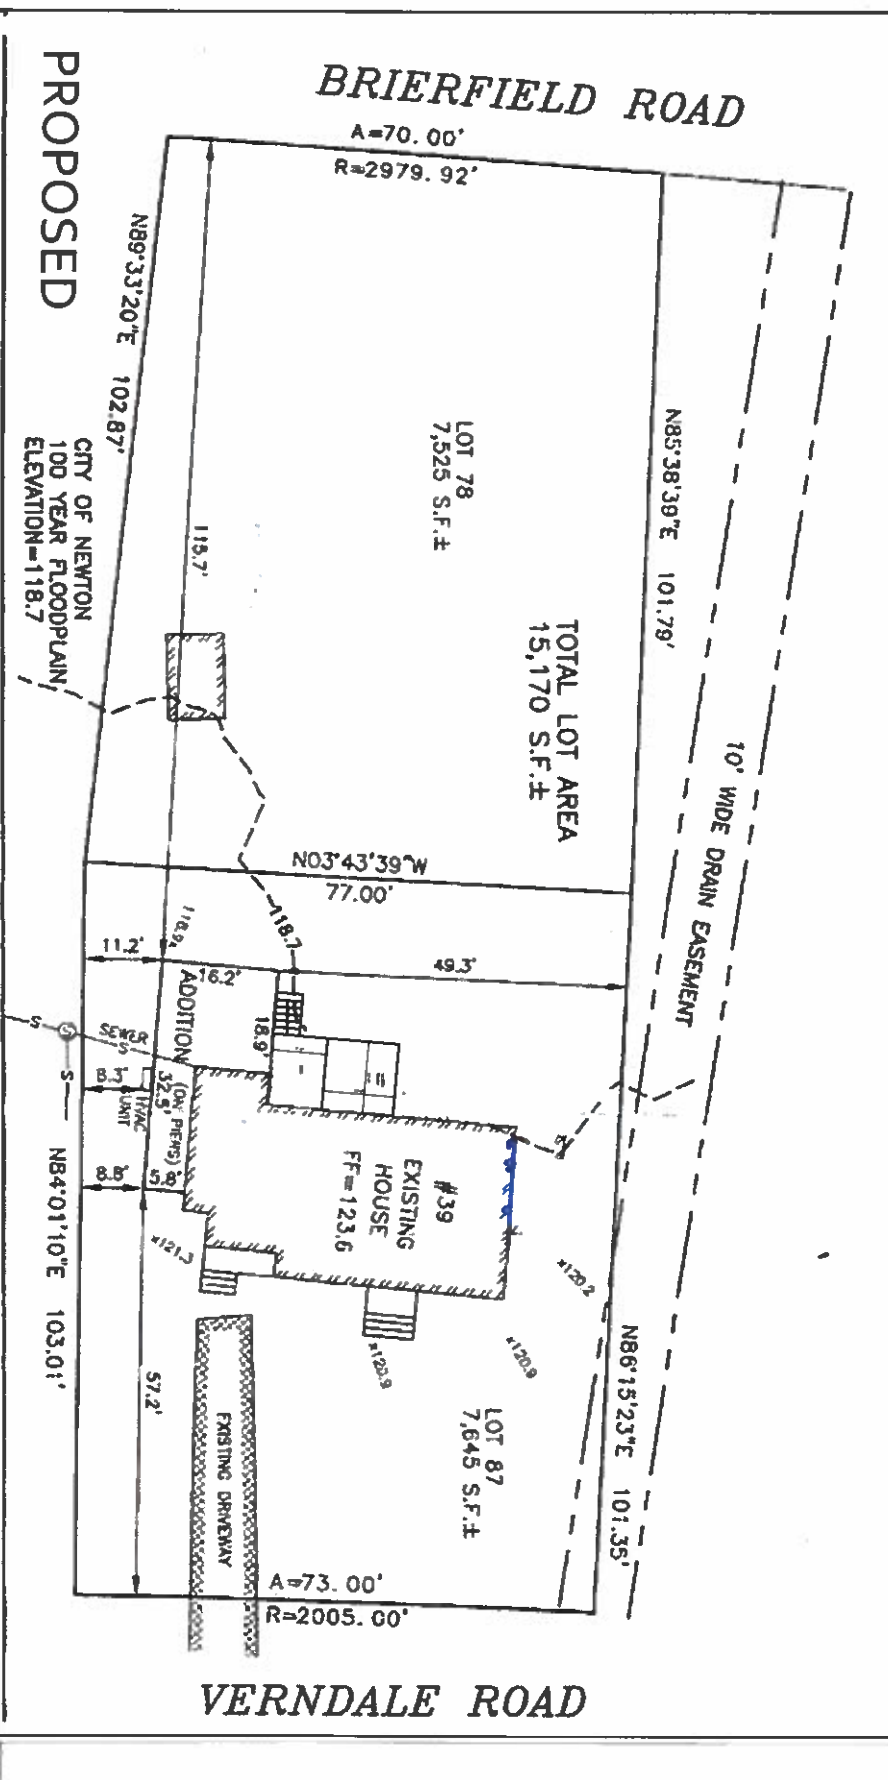 BRIERFIELD ROAD
A=70.00'
R=2979.92'
PROPOSED
N89°33'20"E 102.87'
CITY OF NEWTON
100 YEAR FLOODPLAIN
ELEVATION=118.7
LOT 78
7,525 S.F.±
N85°38'39"E 101.79'
TOTAL LOT AREA
15,170 S.F.±
10' WIDE DRAIN EASEMENT
N03°43'39"W
77.00'
118.7
11.2'
16.2'
49.3'
ADDITION
(ON PIERS)
32.5'
18.9'
SEWER
S
S
S
8.3'
HVAC
UNIT
8.8'
5.8'
#39
EXISTING
HOUSE
FF=123.6
x121.3
x120.2
x120.9
x120.9
N84°01'10"E 103.01'
57.2'
EXISTING DRIVEWAY
LOT 87
7,645 S.F.±
N86°15'23"E 101.35'
A=73.00'
R=2005.00'
VERNDALE ROAD